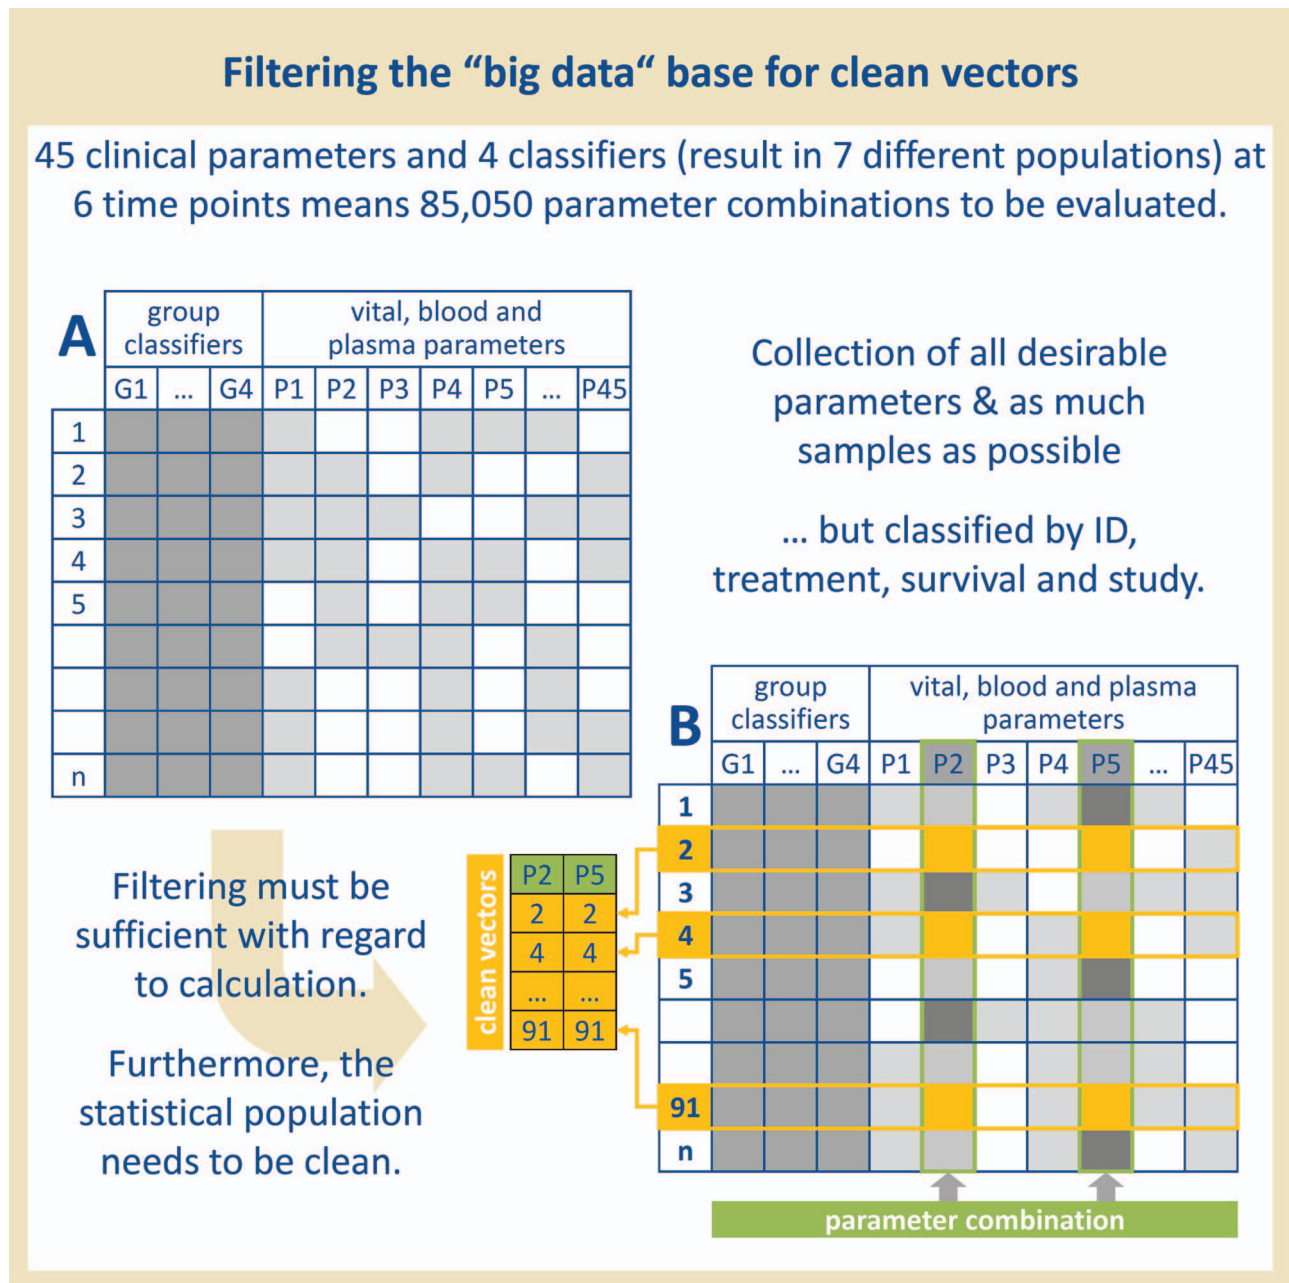 Filtering the “big data“ base for clean vectors
45 clinical parameters and 4 classifiers (result in 7 different populations) at
6 time points means 85,050 parameter combinations to be evaluated.
A
group
classifiers
vital, blood and
plasma parameters
G1 ... G4 P1 P2 P3 P4 P5 ... P45
1
2
3
4
5
n
Collection of all desirable
parameters & as much
samples as possible
... but classified by ID,
treatment, survival and study.
B
group
classifiers
vital, blood and plasma
parameters
G1 ... G4 P1 P2 P3 P4 P5 ... P45
1
2
3
4
5
91
n
parameter combination
clean vectors
P2 P5
2 2
4 4
... ...
91 91
Filtering must be
sufficient with regard
to calculation.
Furthermore, the
statistical population
needs to be clean.